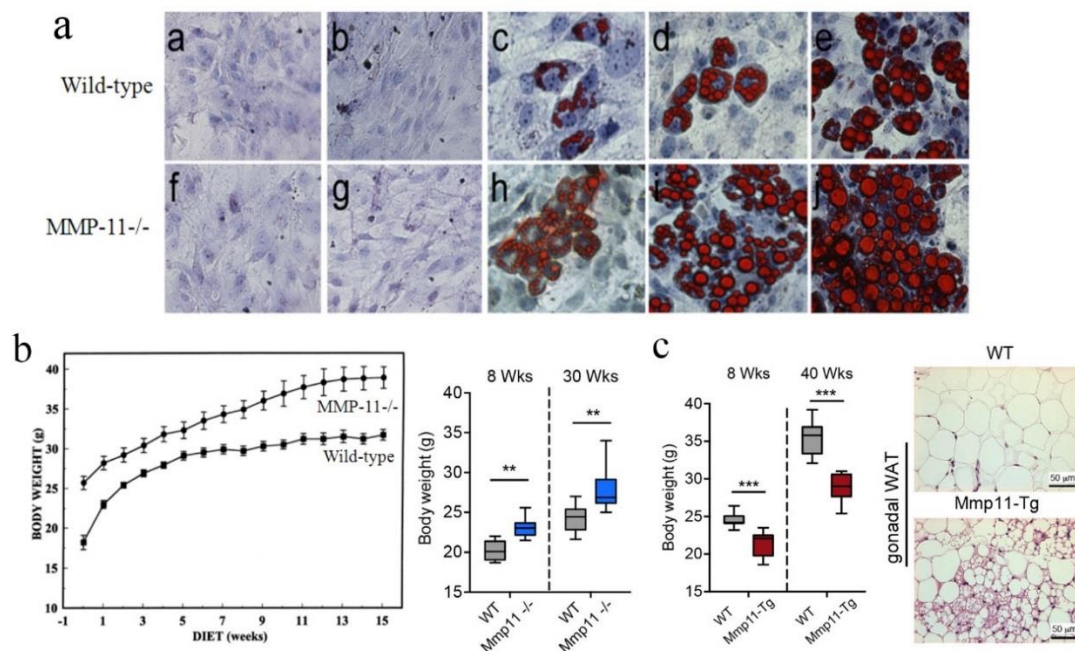 a
a b c d e
Wild-type
f g h i j
MMP-11-/-
b
BODY WEIGHT (g)
40
35
30
25
20
15
10
-1 1 3 5 7 9 11 13 15
DIET (weeks)
MMP-11-/-
Wild-type
8 Wks 30 Wks
Body weight (g)
40
35
30
25
20
15
** **
WT Mmp11 -/- WT Mmp11 -/-
c
8 Wks 40 Wks
Body weight (g)
40
35
30
25
20
15
*** ***
WT Mmp11-Tg WT Mmp11-Tg
gonadal WAT
WT
50 µm
Mmp11-Tg
50 µm